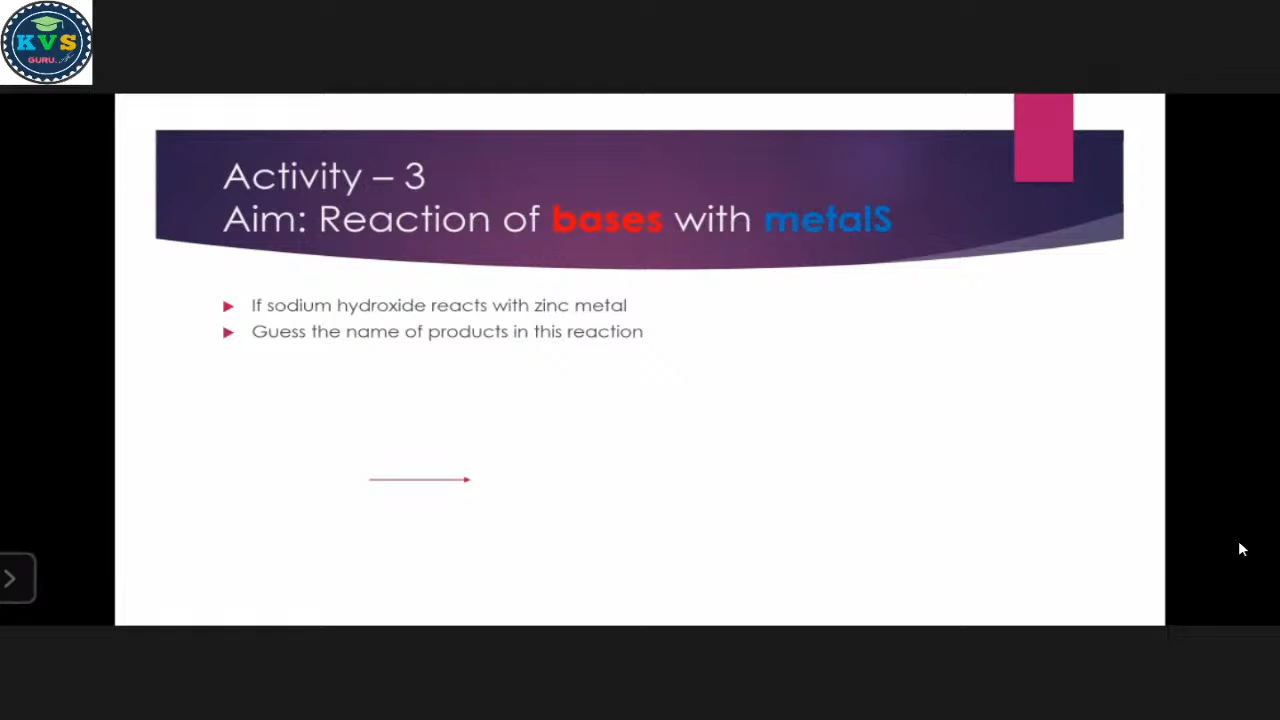 KVS
GURU
Activity – 3
Aim: Reaction of bases with metalS
If sodium hydroxide reacts with zinc metal
Guess the name of products in this reaction